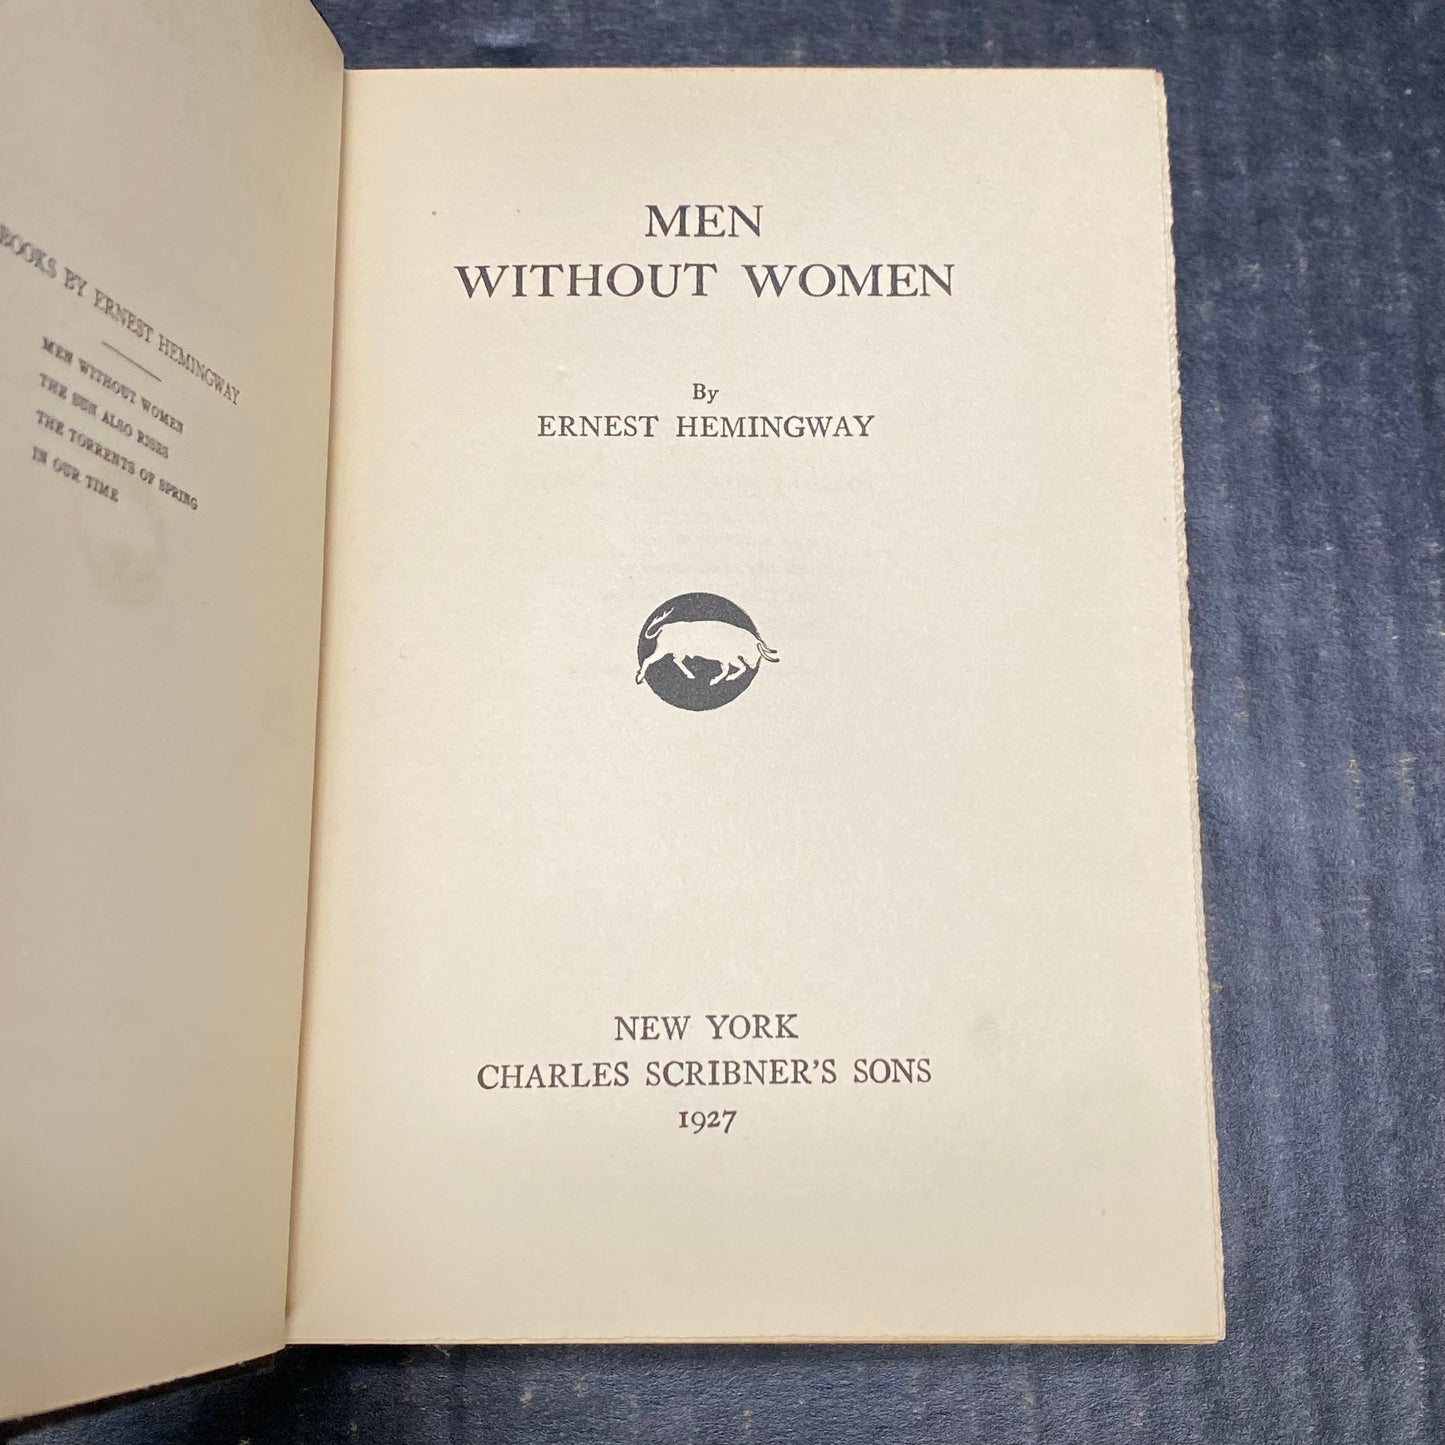 BOOKS BY ERNEST HEMINGWAY
MEN WITHOUT WOMEN
THE SUN ALSO RISES
THE TORRENTS OF SPRING
IN OUR TIME
MEN
WITHOUT WOMEN
By
ERNEST HEMINGWAY
NEW YORK
CHARLES SCRIBNER'S SONS
1927